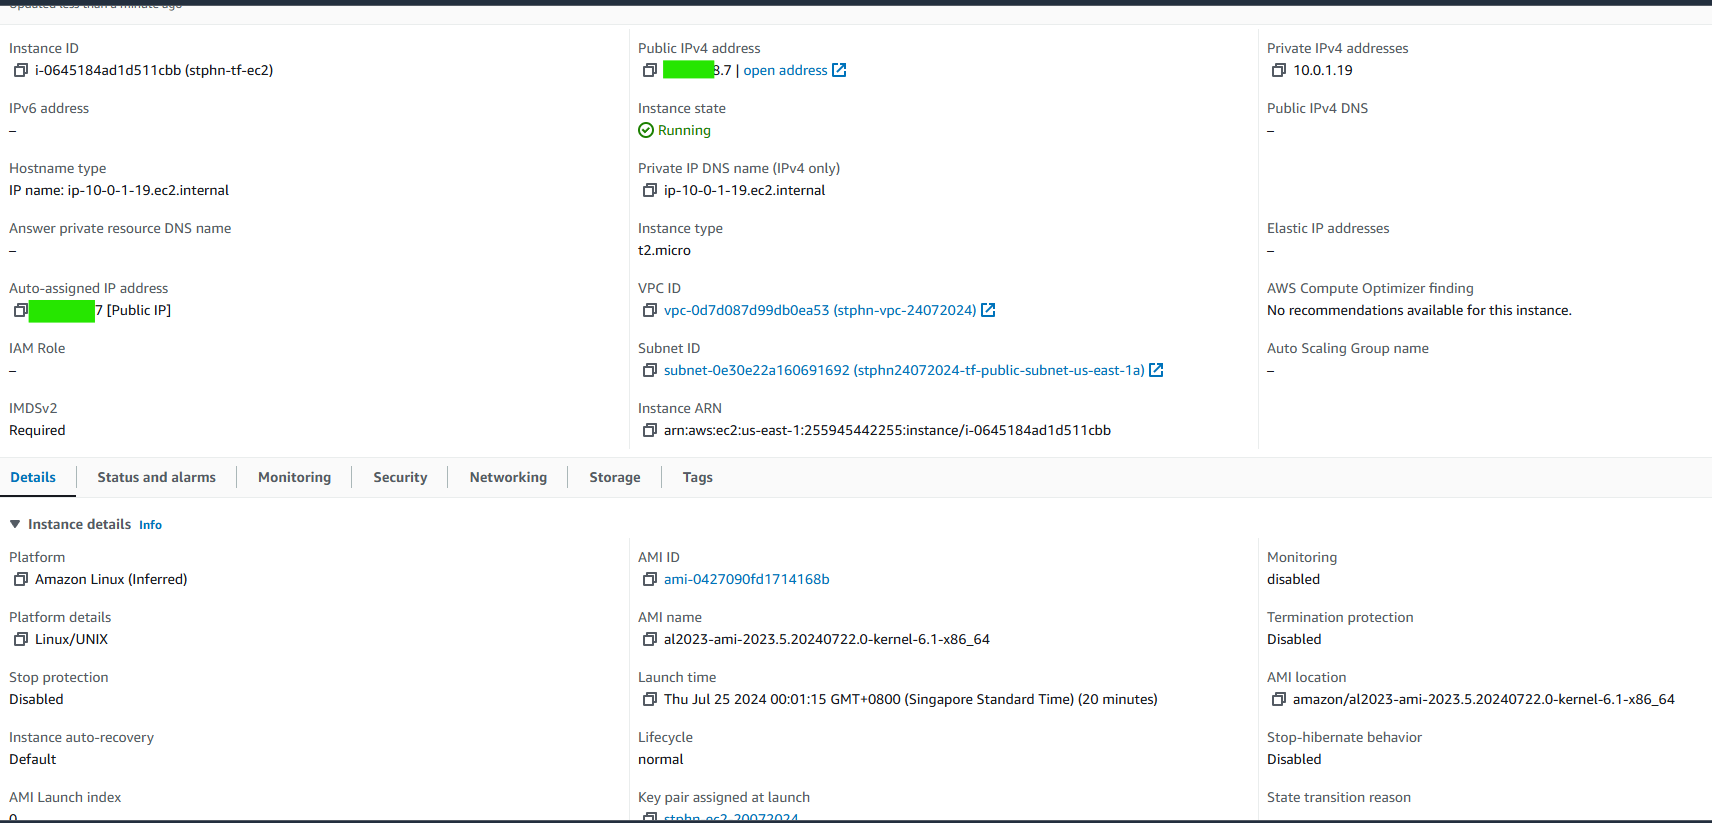 Updated less than a minute ago
Instance ID
i-0645184ad1d511cbb (stphn-tf-ec2)
Public IPv4 address
8.7 | open address
Private IPv4 addresses
10.0.1.19
IPv6 address
–
Instance state
Running
Public IPv4 DNS
–
Hostname type
IP name: ip-10-0-1-19.ec2.internal
Private IP DNS name (IPv4 only)
ip-10-0-1-19.ec2.internal
Answer private resource DNS name
–
Instance type
t2.micro
Elastic IP addresses
–
Auto-assigned IP address
7 [Public IP]
VPC ID
vpc-0d7d087d99db0ea53 (stphn-vpc-24072024)
AWS Compute Optimizer finding
No recommendations available for this instance.
IAM Role
–
Subnet ID
subnet-0e30e22a160691692 (stphn24072024-tf-public-subnet-us-east-1a)
Auto Scaling Group name
–
IMDSv2
Required
Instance ARN
arn:aws:ec2:us-east-1:255945442255:instance/i-0645184ad1d511cbb
Details
Status and alarms
Monitoring
Security
Networking
Storage
Tags
Instance details Info
Platform
Amazon Linux (Inferred)
AMI ID
ami-0427090fd1714168b
Monitoring
disabled
Platform details
Linux/UNIX
AMI name
al2023-ami-2023.5.20240722.0-kernel-6.1-x86_64
Termination protection
Disabled
Stop protection
Disabled
Launch time
Thu Jul 25 2024 00:01:15 GMT+0800 (Singapore Standard Time) (20 minutes)
AMI location
amazon/al2023-ami-2023.5.20240722.0-kernel-6.1-x86_64
Instance auto-recovery
Default
Lifecycle
normal
Stop-hibernate behavior
Disabled
AMI Launch index
0
Key pair assigned at launch
stphn-ec2-20072024
State transition reason